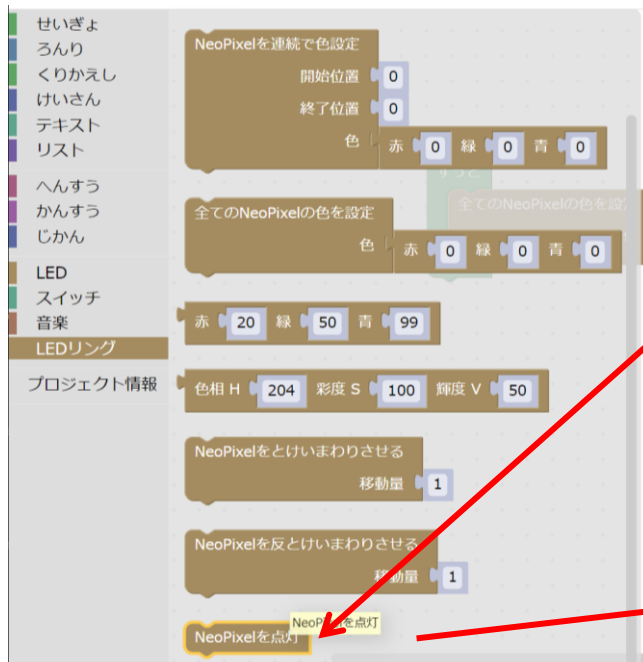 せいぎょ
ろんり
くりかえし
けいさん
テキスト
リスト
へんすう
かんすう
じかん
LED
スイッチ
音楽
LEDリング
プロジェクト情報
NeoPixelを連続で色設定
開始位置 0
終了位置 0
色 赤 0 緑 0 青 0
ずっと
全てのNeoPixelの色を設
全てのNeoPixelの色を設定
色 赤 0 緑 0 青 0
赤 20 緑 50 青 99
色相 H 204 彩度 S 100 輝度 V 50
NeoPixelをとけいまわりさせる
移動量 1
NeoPixelを反とけいまわりさせる
移動量 1
NeoPixelを点灯
NeoPixelを点灯